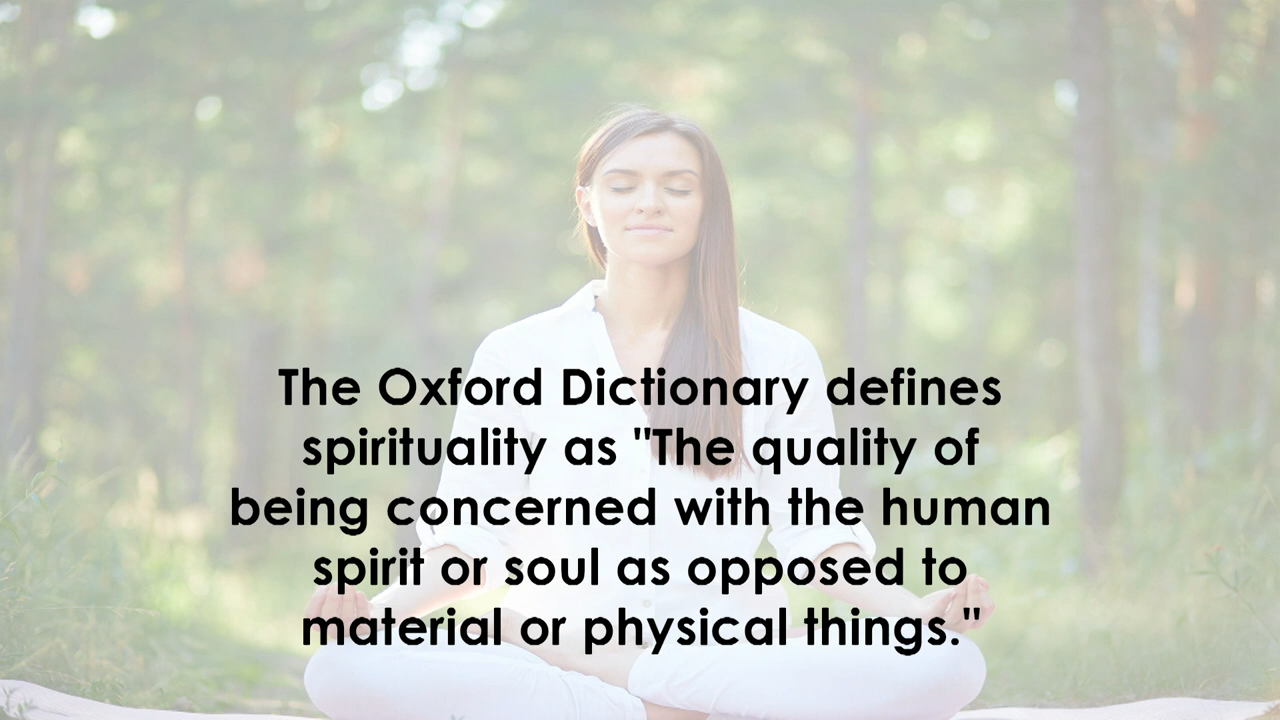 The Oxford Dictionary defines
spirituality as "The quality of
being concerned with the human
spirit or soul as opposed to
material or physical things."